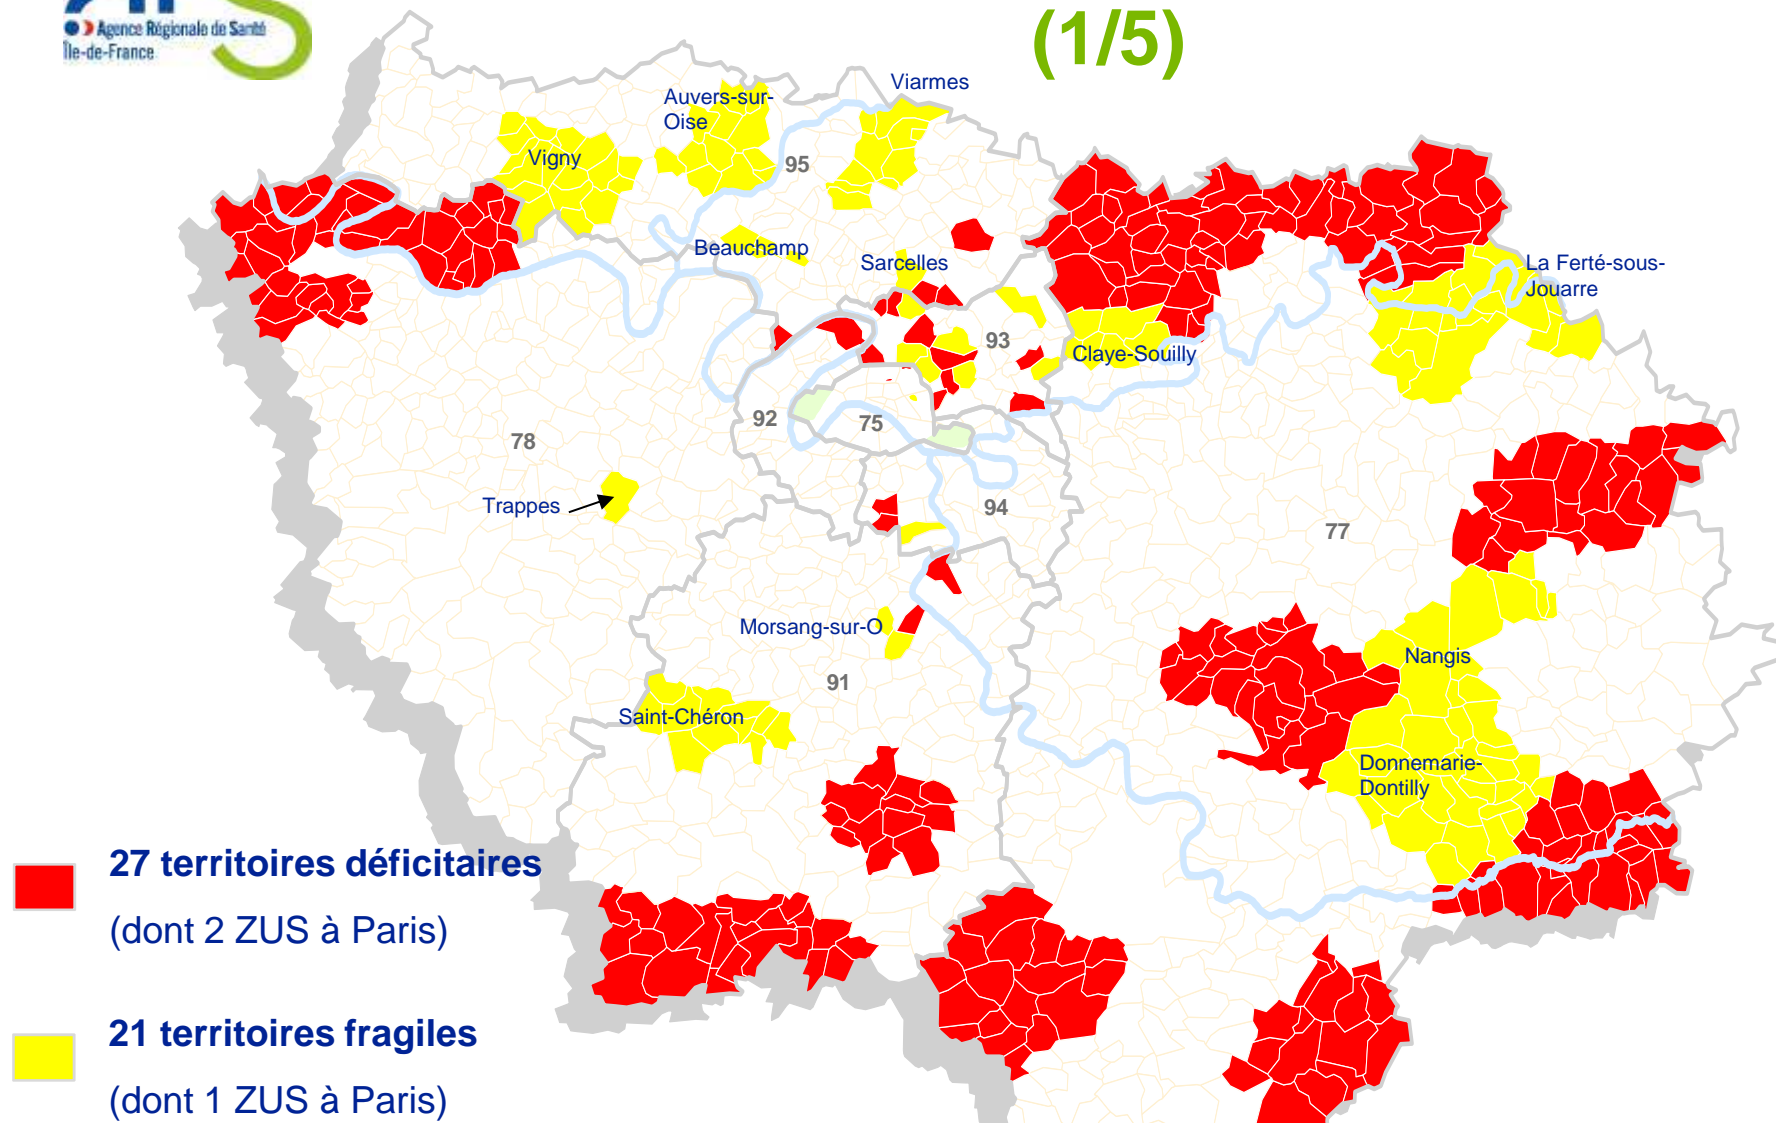 Agence Régionale de Santé
Île-de-France
(1/5)
Viarmes
Auvers-sur-
Oise
Vigny
95
Beauchamp
Sarcelles
La Ferté-sous-
Jouarre
93
Claye-Souilly
92
75
78
Trappes
94
77
Morsang-sur-O
Nangis
91
Saint-Chéron
Donnemarie-
Dontilly
27 territoires déficitaires
(dont 2 ZUS à Paris)
21 territoires fragiles
(dont 1 ZUS à Paris)